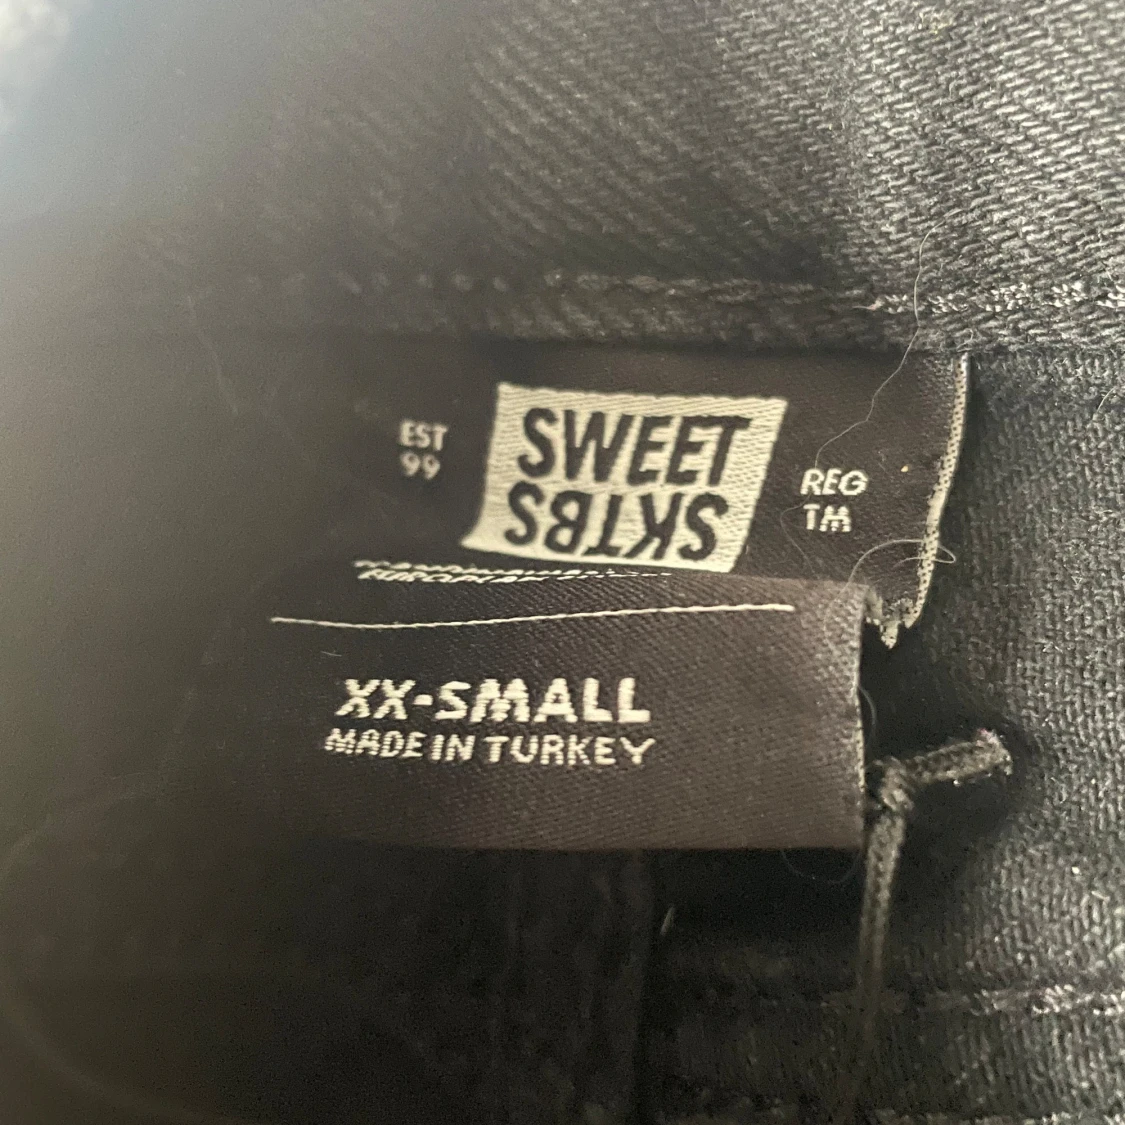 EST
99
SWEET
SKTBS
REG
TM
XX-SMALL
MADE IN TURKEY